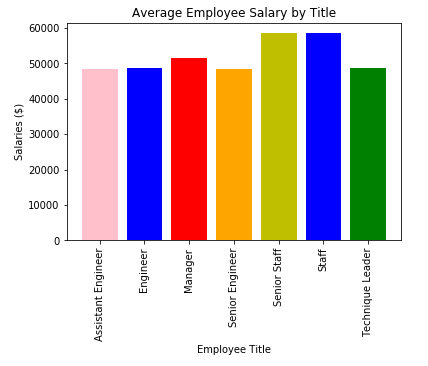 Average Employee Salary by Title
60000
50000
40000
30000
20000
10000
0
Salaries ($)
Assistant Engineer
Engineer
Manager
Senior Engineer
Senior Staff
Staff
Technique Leader
Employee Title